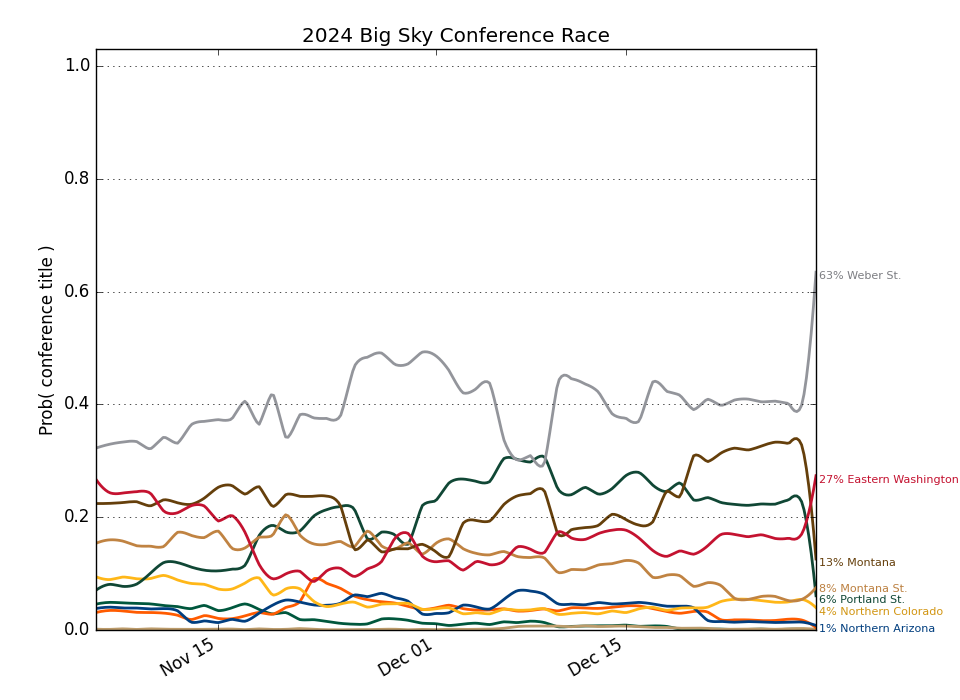 2024 Big Sky Conference Race
1.0
0.8
0.6
0.4
0.2
0.0
Prob( conference title )
Nov 15
Dec 01
Dec 15
63% Weber St.
27% Eastern Washington
13% Montana
8% Montana St.
6% Portland St.
4% Northern Colorado
1% Northern Arizona